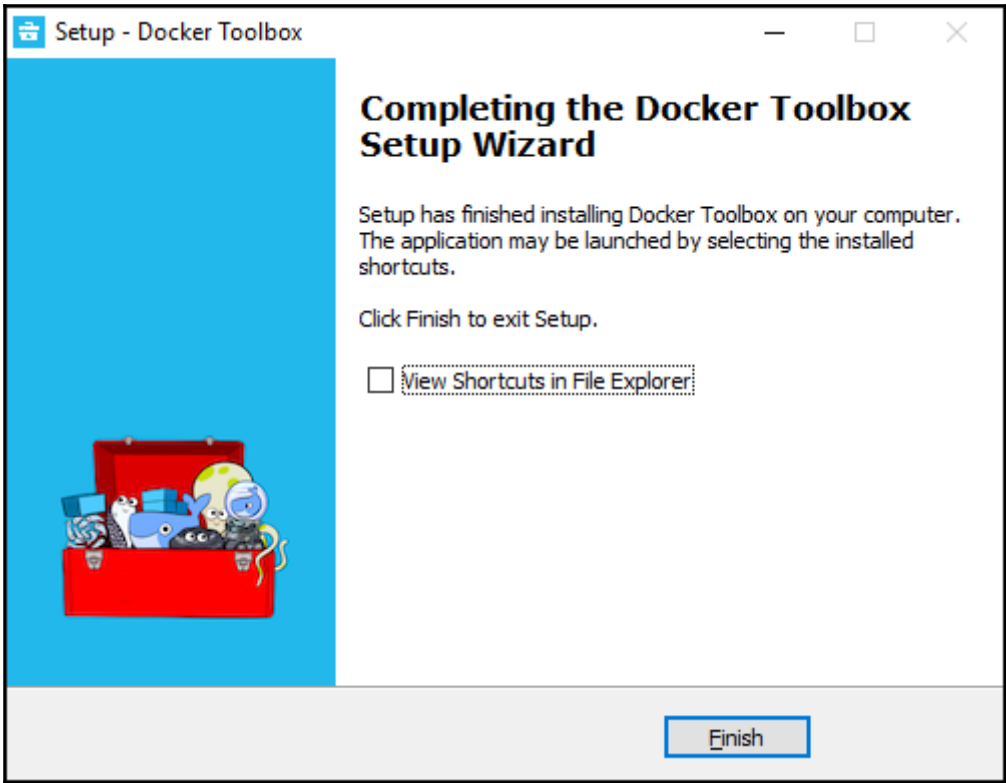 Setup - Docker Toolbox
Completing the Docker Toolbox
Setup Wizard
Setup has finished installing Docker Toolbox on your computer.
The application may be launched by selecting the installed
shortcuts.
Click Finish to exit Setup.
View Shortcuts in File Explorer
Finish